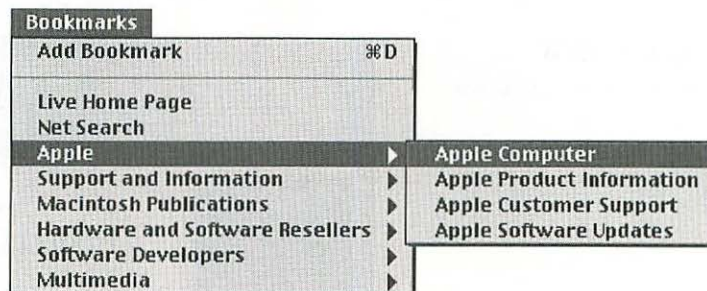 Bookmarks
Add Bookmark ⌘D
Live Home Page
Net Search
Apple
Support and Information
Macintosh Publications
Hardware and Software Resellers
Software Developers
Multimedia
Apple Computer
Apple Product Information
Apple Customer Support
Apple Software Updates